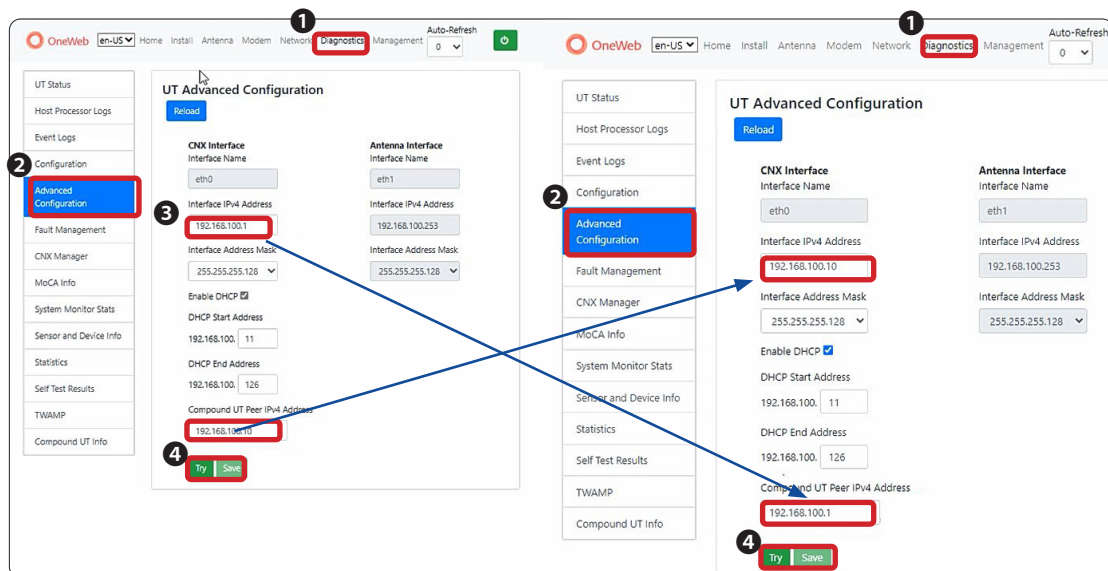 1
OneWeb en-US Home Install Antenna Modem Network Diagnostics Management Auto-Refresh
0
UT Status
Host Processor Logs
Event Logs
2
Configuration
Advanced
Configuration
Fault Management
CNX Manager
MoCA Info
System Monitor Stats
Sensor and Device Info
Statistics
Self Test Results
TWAMP
Compound UT Info
UT Advanced Configuration
Reload
CNX Interface
Interface Name
eth0
Interface IPv4 Address
3
192.168.100.1
Interface Address Mask
255.255.255.128
Enable DHCP
DHCP Start Address
192.168.100. 11
DHCP End Address
192.168.100. 126
Compound UT Peer IPv4 Address
192.168.100.10
4
Try Save
Antenna Interface
Interface Name
eth1
Interface IPv4 Address
192.168.100.253
Interface Address Mask
255.255.255.128
1
OneWeb en-US Home Install Antenna Modem Network Diagnostics Management Auto-Refresh
0
UT Status
Host Processor Logs
Event Logs
Configuration
2
Advanced
Configuration
Fault Management
CNX Manager
MoCA Info
System Monitor Stats
Sensor and Device Info
Statistics
Self Test Results
TWAMP
Compound UT Info
UT Advanced Configuration
Reload
CNX Interface
Interface Name
eth0
Interface IPv4 Address
192.168.100.10
Interface Address Mask
255.255.255.128
Enable DHCP
DHCP Start Address
192.168.100. 11
DHCP End Address
192.168.100. 126
Compound UT Peer IPv4 Address
192.168.100.1
4
Try Save
Antenna Interface
Interface Name
eth1
Interface IPv4 Address
192.168.100.253
Interface Address Mask
255.255.255.128